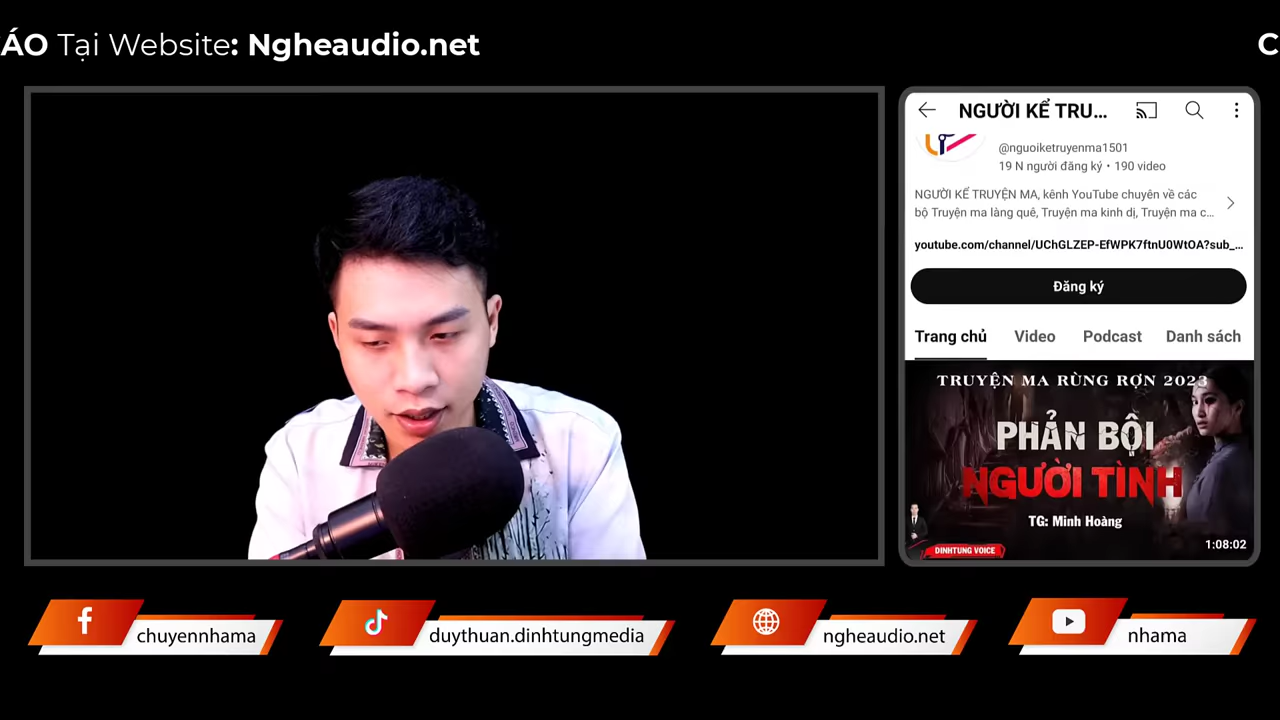 ÁO Tại Website: Ngheaudio.net
C
NGƯỜI KỂ TRU...
@nguoiketruyenma1501
19 N người đăng ký • 190 video
NGƯỜI KỂ TRUYỆN MA, kênh YouTube chuyên về các
bộ Truyện ma làng quê, Truyện ma kinh dị, Truyện ma c...
youtube.com/channel/UChGLZEP-EfWPK7ftnU0WtOA?sub_...
Đăng ký
Trang chủ Video Podcast Danh sách
TRUYỆN MA RÙNG RỢN 2023
PHẢN BỘI
NGƯỜI TÌNH
TG: Minh Hoàng
1:08:02
DINHTUNG VOICE
chuyennhama
duythuan.dinhtungmedia
ngheaudio.net
nhama